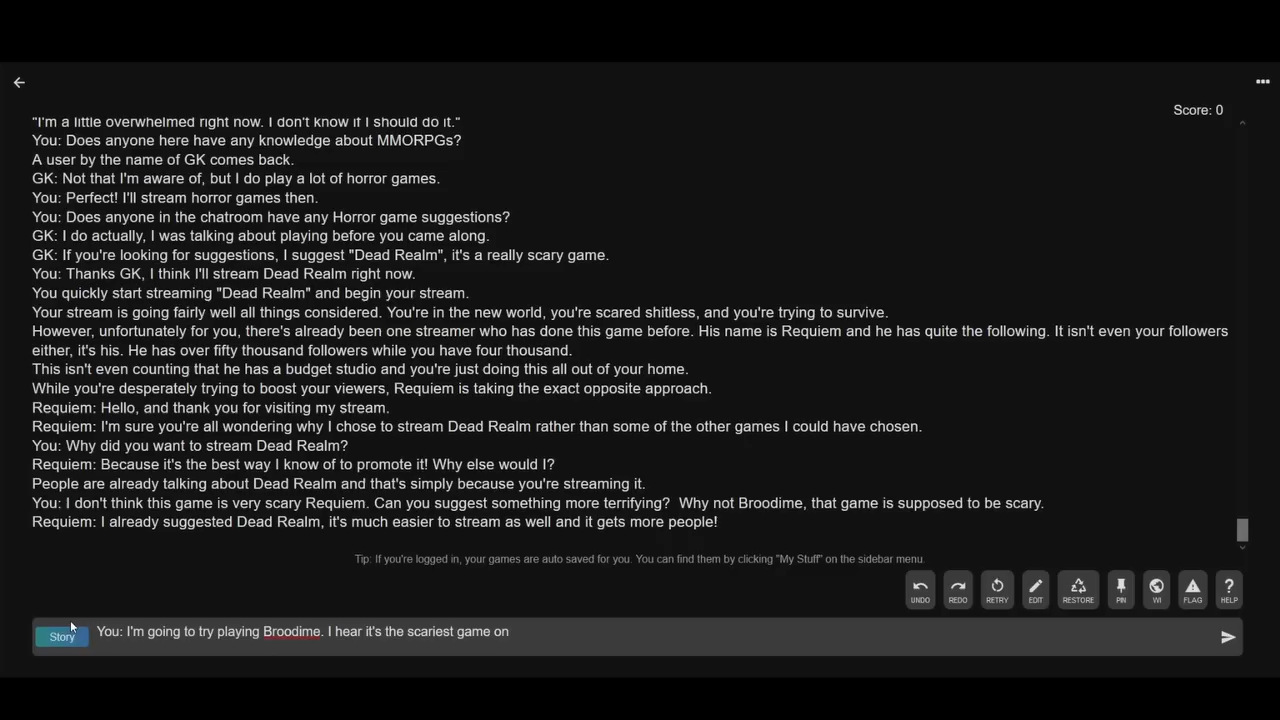 Score: 0
"I'm a little overwhelmed right now. I don't know if I should do it."
You: Does anyone here have any knowledge about MMORPGs?
A user by the name of GK comes back.
GK: Not that I'm aware of, but I do play a lot of horror games.
You: Perfect! I'll stream horror games then.
You: Does anyone in the chatroom have any Horror game suggestions?
GK: I do actually, I was talking about playing before you came along.
GK: If you're looking for suggestions, I suggest "Dead Realm", it's a really scary game.
You: Thanks GK, I think I'll stream Dead Realm right now.
You quickly start streaming "Dead Realm" and begin your stream.
Your stream is going fairly well all things considered. You're in the new world, you're scared shitless, and you're trying to survive.
However, unfortunately for you, there's already been one streamer who has done this game before. His name is Requiem and he has quite the following. It isn't even your followers
either, it's his. He has over fifty thousand followers while you have four thousand.
This isn't even counting that he has a budget studio and you're just doing this all out of your home.
While you're desperately trying to boost your viewers, Requiem is taking the exact opposite approach.
Requiem: Hello, and thank you for visiting my stream.
Requiem: I'm sure you're all wondering why I chose to stream Dead Realm rather than some of the other games I could have chosen.
You: Why did you want to stream Dead Realm?
Requiem: Because it's the best way I know of to promote it! Why else would I?
People are already talking about Dead Realm and that's simply because you're streaming it.
You: I don't think this game is very scary Requiem. Can you suggest something more terrifying?  Why not Broodime, that game is supposed to be scary.
Requiem: I already suggested Dead Realm, it's much easier to stream as well and it gets more people!
Tip: If you're logged in, your games are auto saved for you. You can find them by clicking "My Stuff" on the sidebar menu.
UNDO REDO RETRY EDIT RESTORE PIN WI FLAG HELP
Story You: I'm going to try playing Broodime. I hear it's the scariest game on